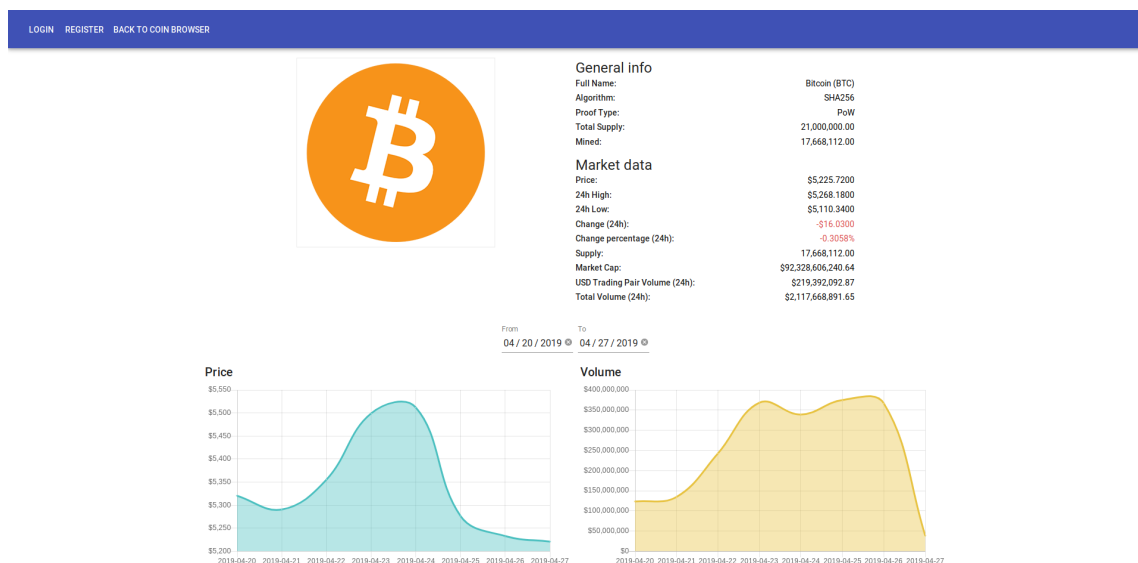 LOGIN REGISTER BACK TO COIN BROWSER
General info
Full Name: Bitcoin (BTC)
Algorithm: SHA256
Proof Type: PoW
Total Supply: 21,000,000.00
Mined: 17,668,112.00
Market data
Price: $5,225.7200
24h High: $5,268.1800
24h Low: $5,110.3400
Change (24h): -$16.0300
Change percentage (24h): -0.3058%
Supply: 17,668,112.00
Market Cap: $92,328,606,240.64
USD Trading Pair Volume (24h): $219,392,092.87
Total Volume (24h): $2,117,668,891.65
From To
04 / 20 / 2019 04 / 27 / 2019
Price
$5,550
$5,500
$5,450
$5,400
$5,350
$5,300
$5,250
$5,200
2019-04-20 2019-04-21 2019-04-22 2019-04-23 2019-04-24 2019-04-25 2019-04-26 2019-04-27
Volume
$400,000,000
$350,000,000
$300,000,000
$250,000,000
$200,000,000
$150,000,000
$100,000,000
$50,000,000
$0
2019-04-20 2019-04-21 2019-04-22 2019-04-23 2019-04-24 2019-04-25 2019-04-26 2019-04-27